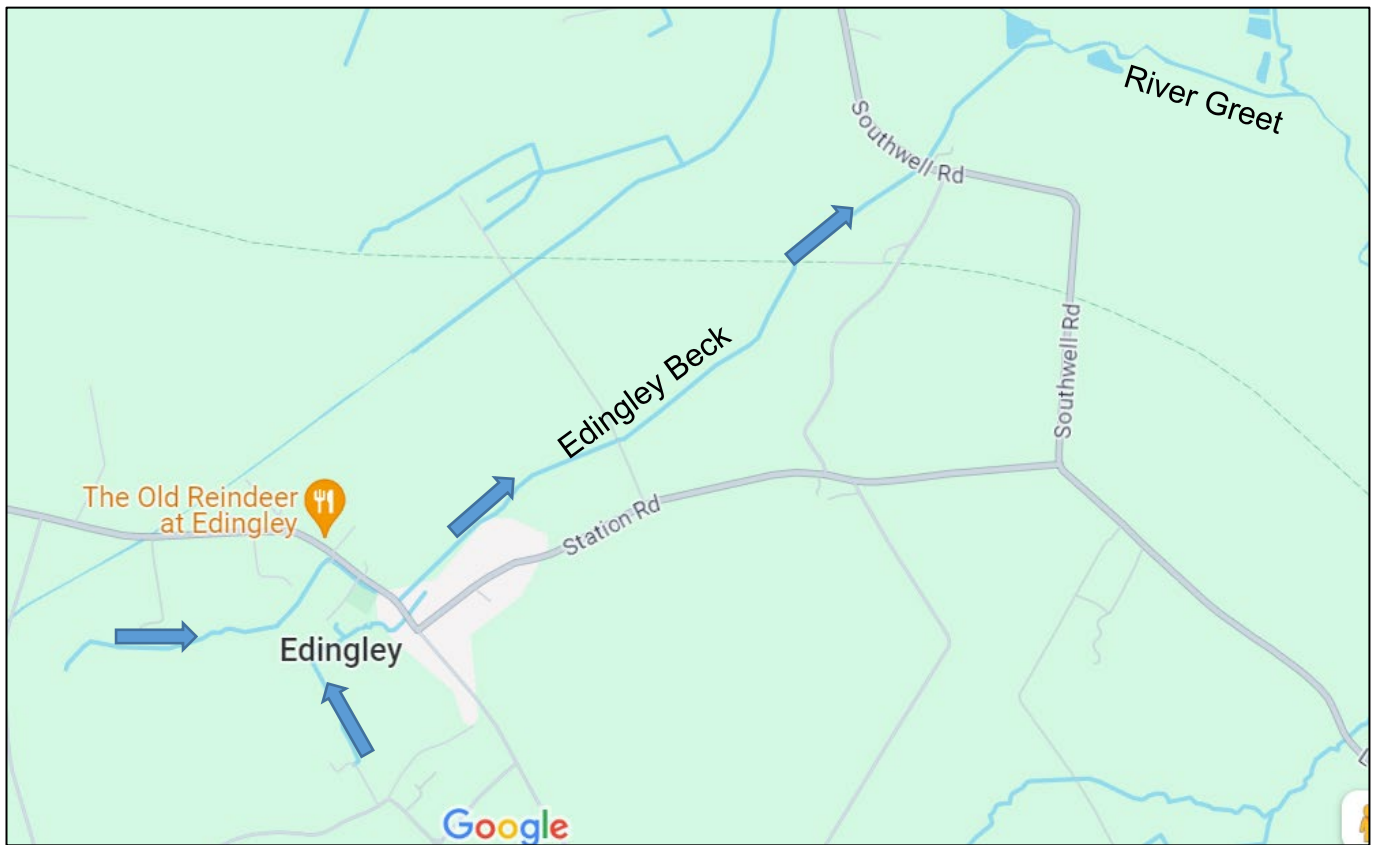 River Greet
Southwell Rd
Southwell Rd
Edingley Beck
The Old Reindeer
at Edingley
Station Rd
Edingley
Google